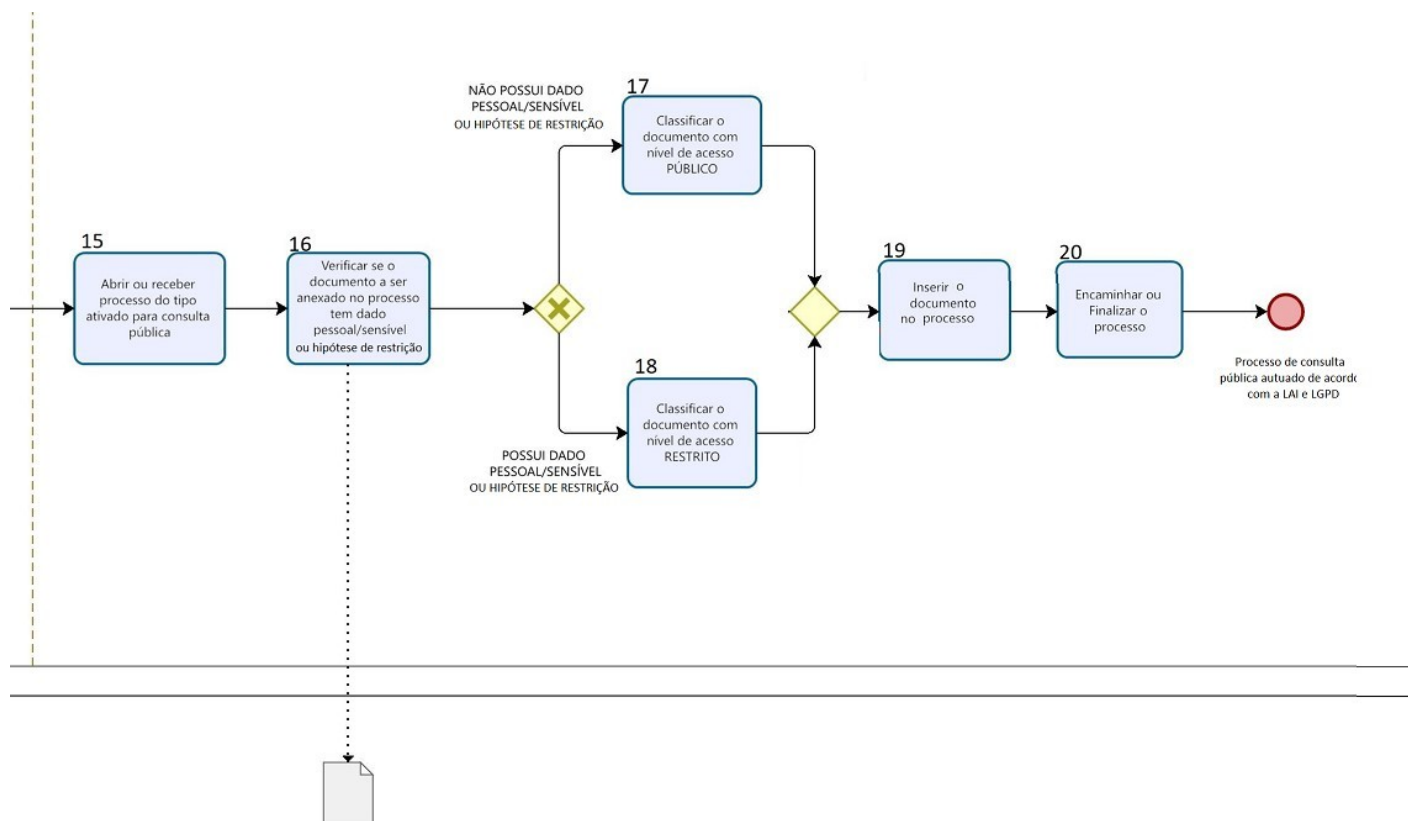 15
Abrir ou receber
processo do tipo
ativado para consulta
pública
16
Verificar se o
documento a ser
anexado no processo
tem dado
pessoal/sensível
ou hipótese de restrição
NÃO POSSUI DADO
PESSOAL/SENSÍVEL
OU HIPÓTESE DE RESTRIÇÃO
17
Classificar o
documento com
nível de acesso
PÚBLICO
POSSUI DADO
PESSOAL/SENSÍVEL
OU HIPÓTESE DE RESTRIÇÃO
18
Classificar o
documento com
nível de acesso
RESTRITO
19
Inserir o
documento
no processo
20
Encaminhar ou
Finalizar o
processo
Processo de consulta
pública autuado de acordo
com a LAI e LGPD